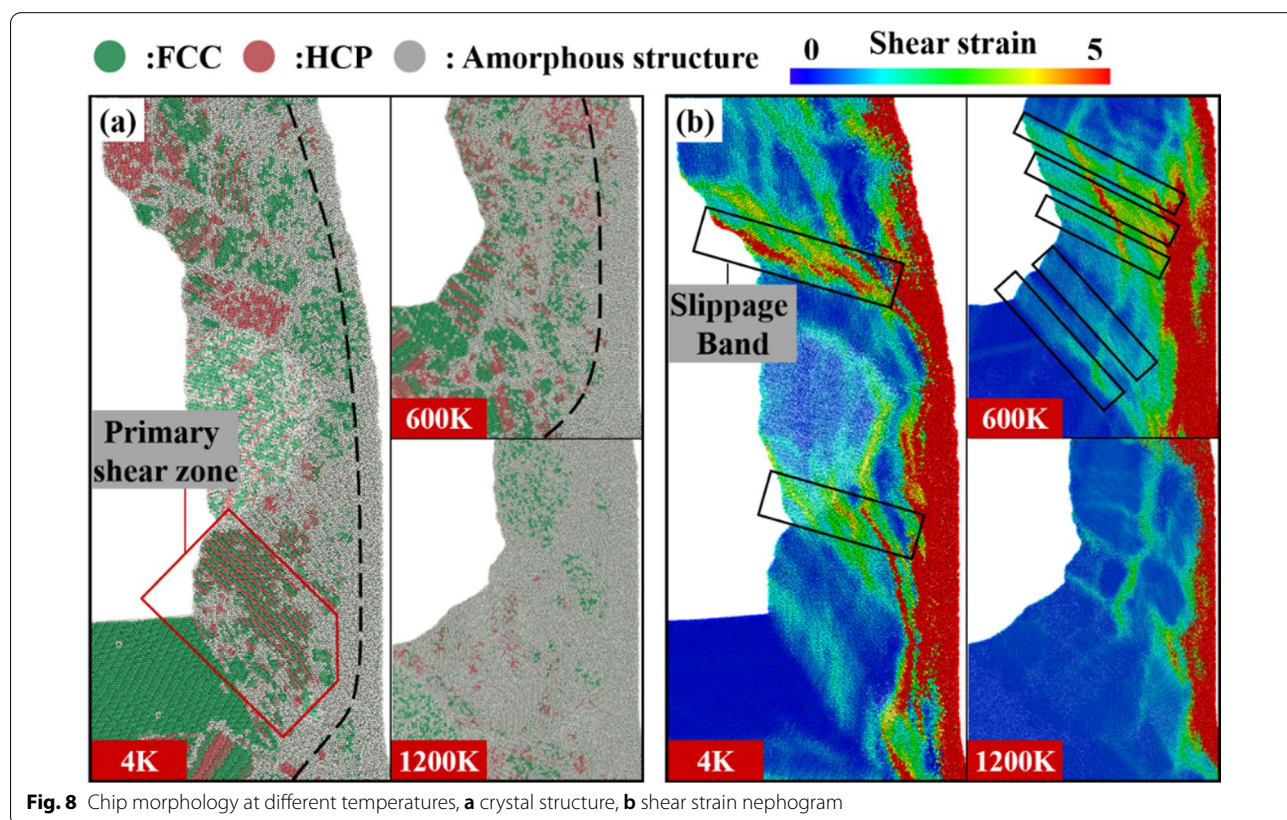 :FCC :HCP : Amorphous structure
0 Shear strain 5
(a)
Primary
shear zone
4K
600K
1200K
(b)
Slippage
Band
4K
600K
1200K
Fig. 8 Chip morphology at different temperatures, a crystal structure, b shear strain nephogram